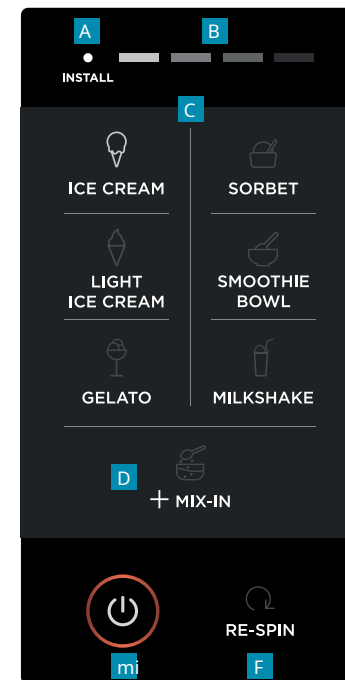 A
B
INSTALL
C
ICE CREAM
SORBET
LIGHT
ICE CREAM
SMOOTHIE
BOWL
GELATO
MILKSHAKE
D
+ MIX-IN
RE-SPIN
mi
F